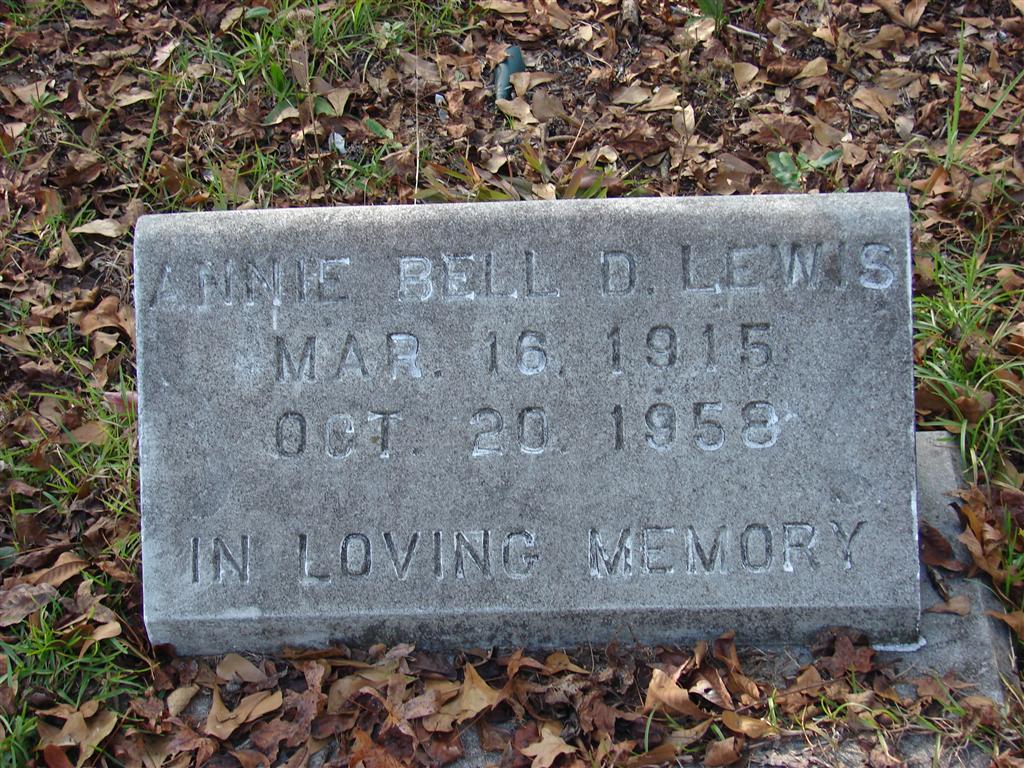 ANNIE BELL D. LEWIS
MAR. 16. 1915
OCT. 20. 1958
IN LOVING MEMORY